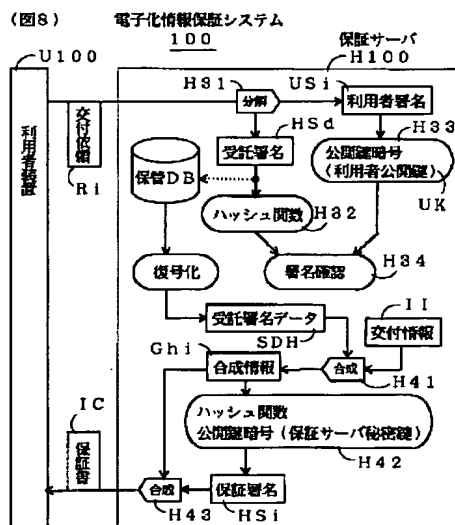 (図8)
電子化情報保証システム
100
U100
保証サーバ
H100
H31
USi
分解
利用者署名
HSd
H33
交付依頼
受託署名
公開鍵暗号
(利用者公開鍵)
利用者装置
Ri
保管DB
UK
ハッシュ関数
H32
H34
復号化
署名確認
受託署名データ
II
SDH
交付情報
Ghi
合成情報
合成
H41
IC
ハッシュ関数
公開鍵暗号(保証サーバ秘密鍵)
保証書
H42
合成
保証署名
H43
HSi